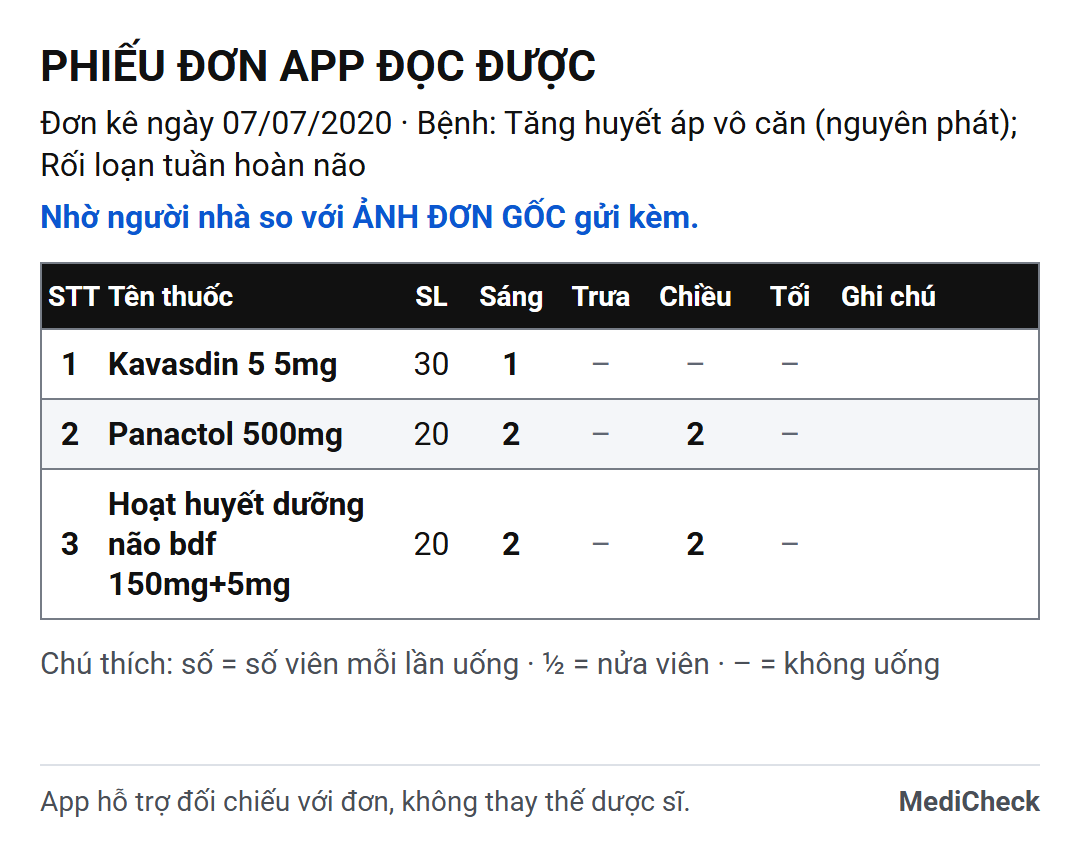 PHIẾU ĐƠN APP ĐỌC ĐƯỢC
Đơn kê ngày 07/07/2020 · Bệnh: Tăng huyết áp vô căn (nguyên phát);
Rối loạn tuần hoàn não
Nhờ người nhà so với ẢNH ĐƠN GỐC gửi kèm.
STT Tên thuốc SL Sáng Trưa Chiều Tối Ghi chú
1 Kavasdin 5 5mg 30 1 – – –
2 Panactol 500mg 20 2 – 2 –
Hoạt huyết dưỡng
3 não bdf 20 2 – 2 –
150mg+5mg
Chú thích: số = số viên mỗi lần uống · ½ = nửa viên · – = không uống
App hỗ trợ đối chiếu với đơn, không thay thế dược sĩ. MediCheck